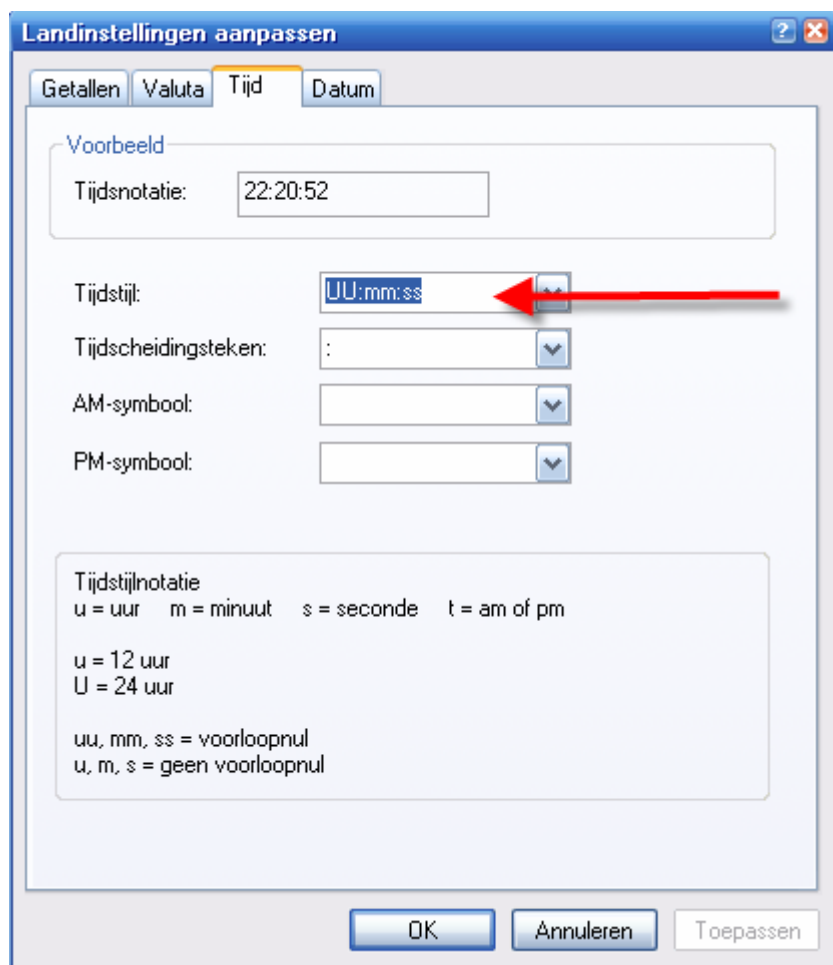 Landinstellingen aanpassen
Getallen Valuta Tijd Datum
Voorbeeld
Tijdsnotatie: 22:20:52
Tijdstijl: UU:mm:ss
Tijdscheidingsteken: :
AM-symbool:
PM-symbool:
Tijdstijlnotatie
u = uur m = minuut s = seconde t = am of pm
u = 12 uur
U = 24 uur
uu, mm, ss = voorloopnul
u, m, s = geen voorloopnul
OK Annuleren Toepassen